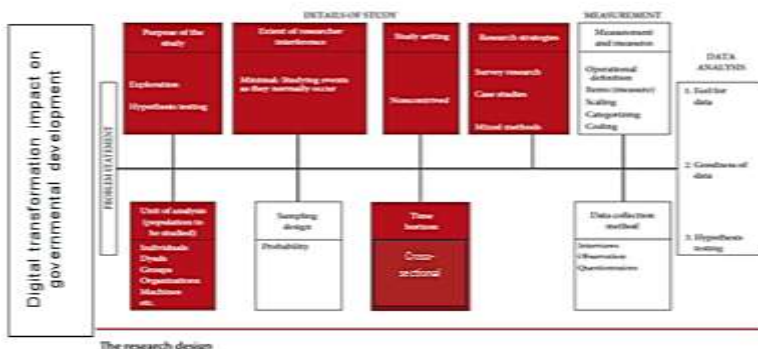 Digital transformation impact on
governmental development
PROBLEM STATEMENT
DETAILS OF STUDY
Purpose of the
study
Exploration
Hypothesis testing
Extent of researcher
interference
Minimal: Studying events
as they normally occur
Study setting
Noncontrived
Research strategies
Survey research
Case studies
Mixed methods
MEASUREMENT
Measurement
and measures
Operational
definition
Items (measure)
Scaling
Categorizing
Coding
DATA
ANALYSIS
1. Feel for
data
2. Goodness of
data
3. Hypothesis
testing
Unit of analysis
(population to
be studied)
Individuals
Dyads
Groups
Organizations
Machines
etc.
Sampling
design
Probability
Time
horizon
Cross-
sectional
Data collection
method
Interviews
Observation
Questionnaires
The research design